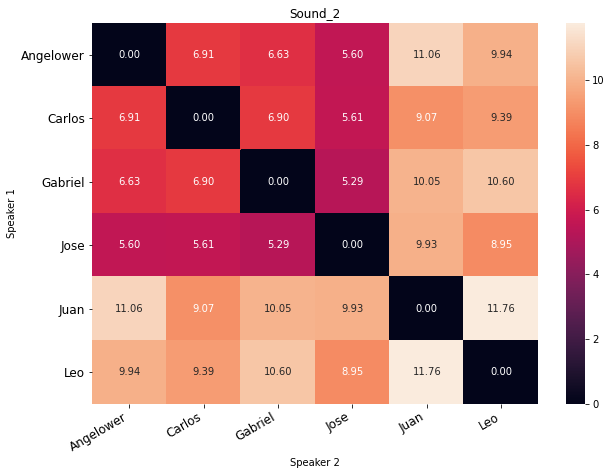 Sound_2
Angelower 0.00 6.91 6.63 5.60 11.06 9.94
Carlos 6.91 0.00 6.90 5.61 9.07 9.39
Gabriel 6.63 6.90 0.00 5.29 10.05 10.60
Jose 5.60 5.61 5.29 0.00 9.93 8.95
Juan 11.06 9.07 10.05 9.93 0.00 11.76
Leo 9.94 9.39 10.60 8.95 11.76 0.00
Angelower Carlos Gabriel Jose Juan Leo
Speaker 2
Speaker 1
10
8
6
4
2
0